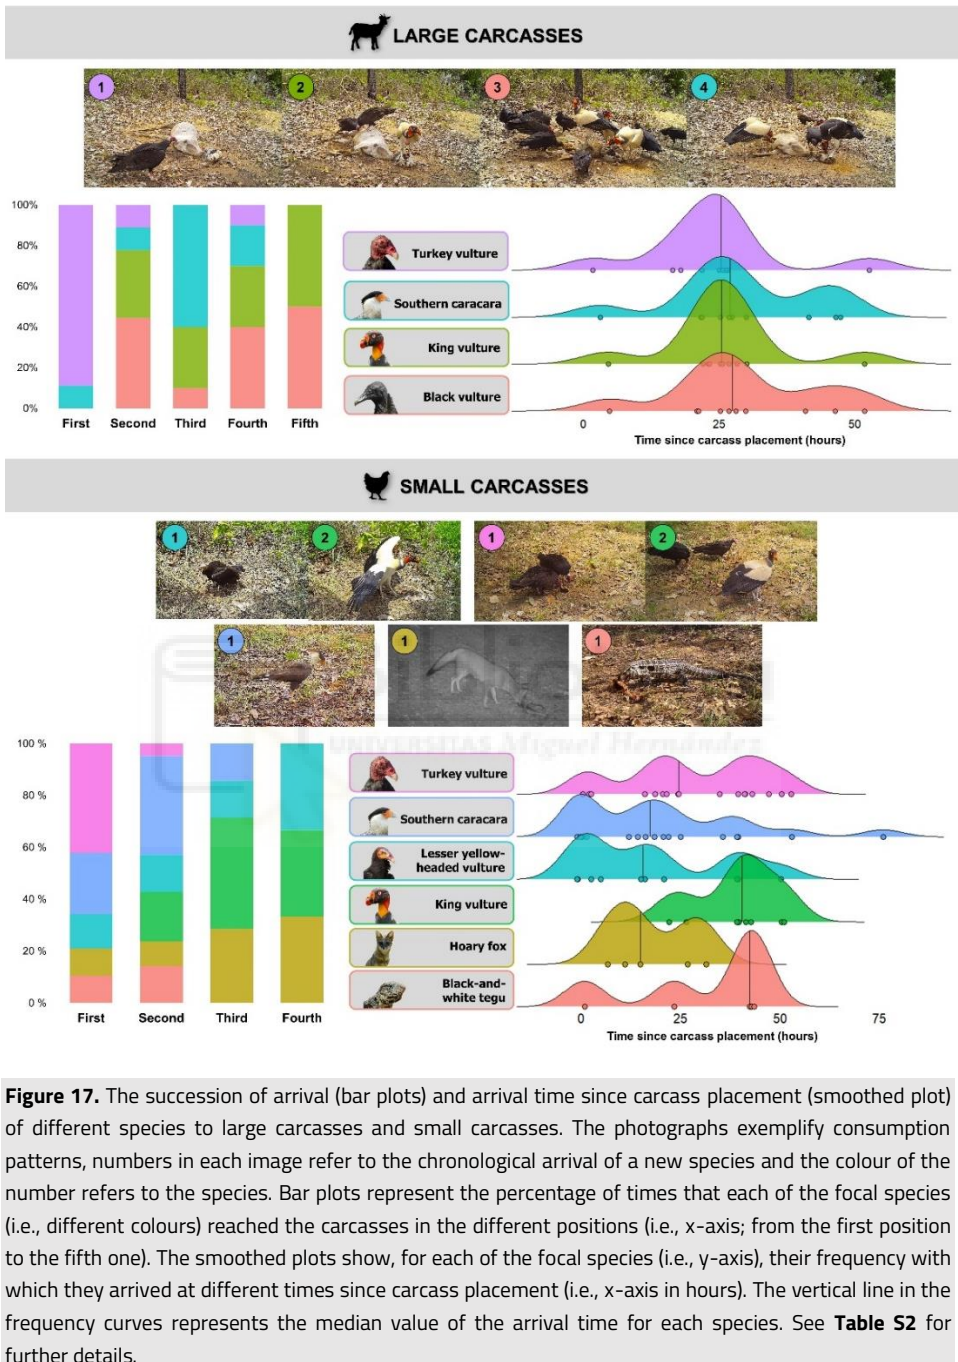 LARGE CARCASSES
1
2
3
4
100%
80%
60%
40%
20%
0%
First Second Third Fourth Fifth
Turkey vulture
Southern caracara
King vulture
Black vulture
0 25 50
Time since carcass placement (hours)
SMALL CARCASSES
1
2
1
2
1
1
1
UNIVERSITAS Miguel Hernández
100 %
80 %
60 %
40 %
20 %
0 %
First Second Third Fourth
Turkey vulture
Southern caracara
Lesser yellow-
headed vulture
King vulture
Hoary fox
Black-and-
white tegu
0 25 50 75
Time since carcass placement (hours)
Figure 17. The succession of arrival (bar plots) and arrival time since carcass placement (smoothed plot)
of different species to large carcasses and small carcasses. The photographs exemplify consumption
patterns, numbers in each image refer to the chronological arrival of a new species and the colour of the
number refers to the species. Bar plots represent the percentage of times that each of the focal species
(i.e., different colours) reached the carcasses in the different positions (i.e., x-axis; from the first position
to the fifth one). The smoothed plots show, for each of the focal species (i.e., y-axis), their frequency with
which they arrived at different times since carcass placement (i.e., x-axis in hours). The vertical line in the
frequency curves represents the median value of the arrival time for each species. See Table S2 for
further details.